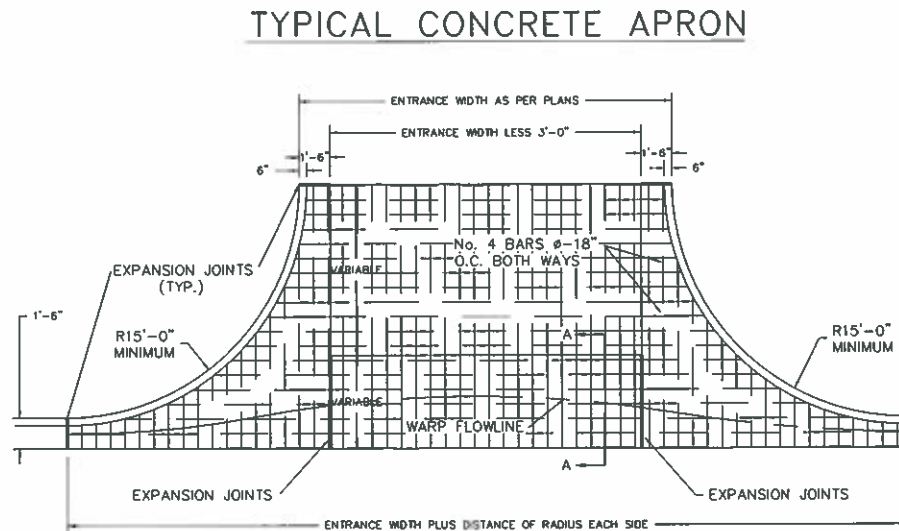 TYPICAL CONCRETE APRON
ENTRANCE WIDTH AS PER PLANS
ENTRANCE WIDTH LESS 3'-0"
1'-6"
1'-6"
6"
6"
No. 4 BARS ø-18"
O.C. BOTH WAYS
EXPANSION JOINTS
(TYP.)
VARIABLE
1'-6"
R15'-0"
MINIMUM
A
R15'-0"
MINIMUM
VARIABLE
WARP FLOWLINE
A
EXPANSION JOINTS
EXPANSION JOINTS
ENTRANCE WIDTH PLUS DISTANCE OF RADIUS EACH SIDE